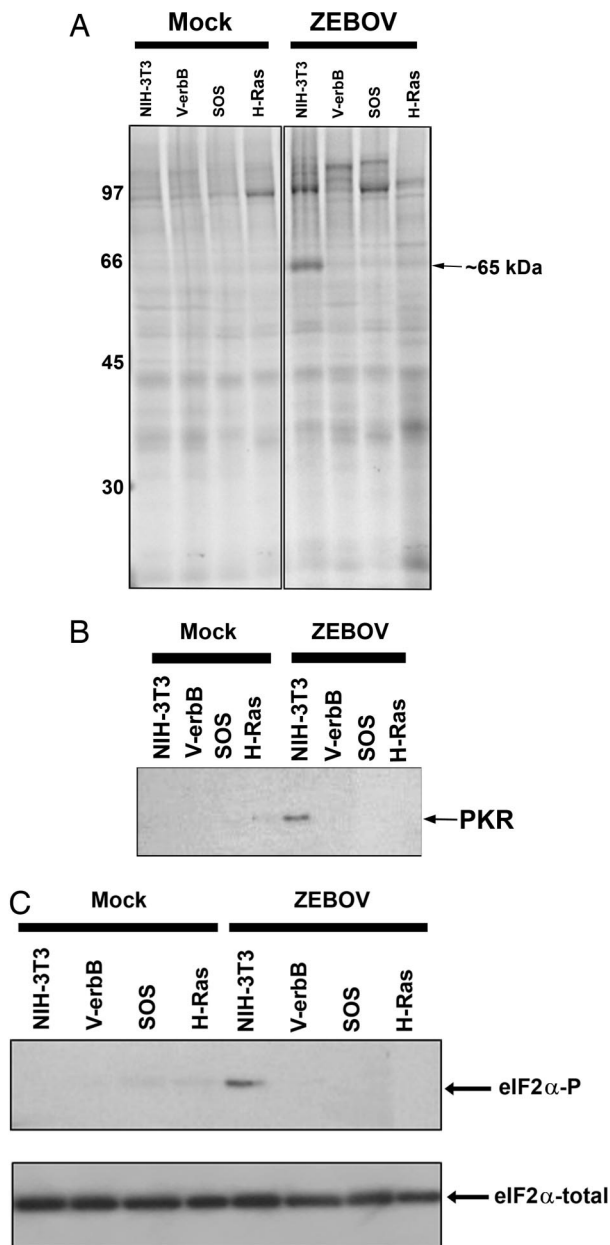 A
Mock ZEBOV
NIH-3T3 V-erbB SOS H-Ras NIH-3T3 V-erbB SOS H-Ras
97
66
~65 kDa
45
30
B
Mock ZEBOV
NIH-3T3 V-erbB SOS H-Ras NIH-3T3 V-erbB SOS H-Ras
PKR
C
Mock ZEBOV
NIH-3T3 V-erbB SOS H-Ras NIH-3T3 V-erbB SOS H-Ras
eIF2α-P
eIF2α-total